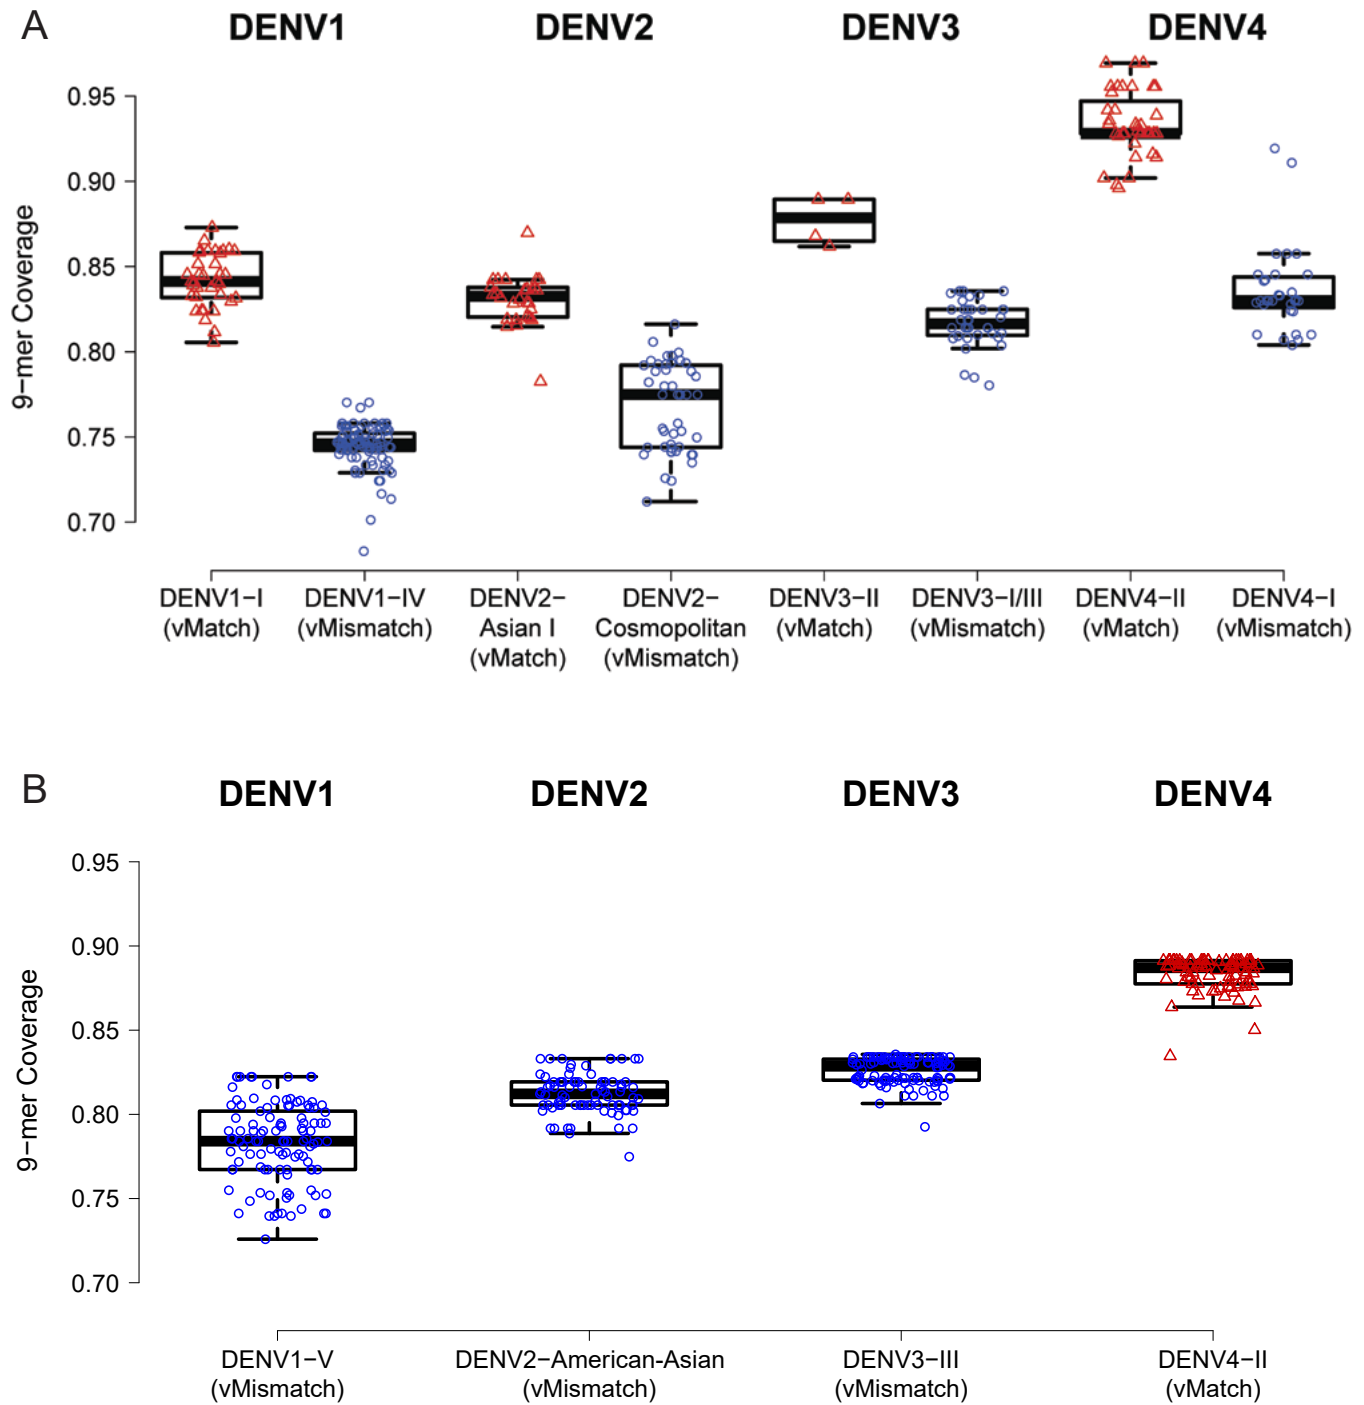 A
DENV1 DENV2 DENV3 DENV4
0.95
0.90
0.85
0.80
0.75
0.70
9−mer Coverage
DENV1−I DENV1−IV DENV2− DENV2− DENV3−II DENV3−I/III DENV4−II DENV4−I
(vMatch) (vMismatch) Asian I Cosmopolitan (vMatch) (vMismatch) (vMatch) (vMismatch)
(vMatch) (vMismatch)
B
DENV1 DENV2 DENV3 DENV4
0.95
0.90
0.85
0.80
0.75
0.70
9−mer Coverage
DENV1−V DENV2−American-Asian DENV3−III DENV4−II
(vMismatch) (vMismatch) (vMismatch) (vMatch)